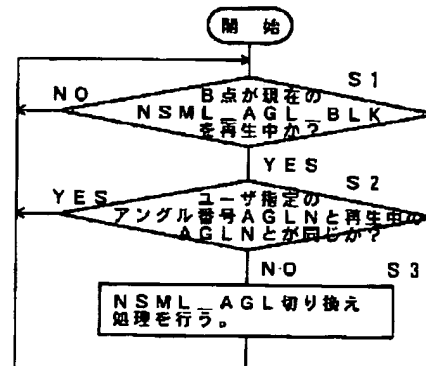 開始
S1
NO
B点が現在の
NSML_AGL_BLK
を再生中か？
YES
S2
YES
ユーザ指定の
アングル番号AGLNと再生中の
AGLNとが同じか？
NO
S3
NSML_AGL切り換え
処理を行う。